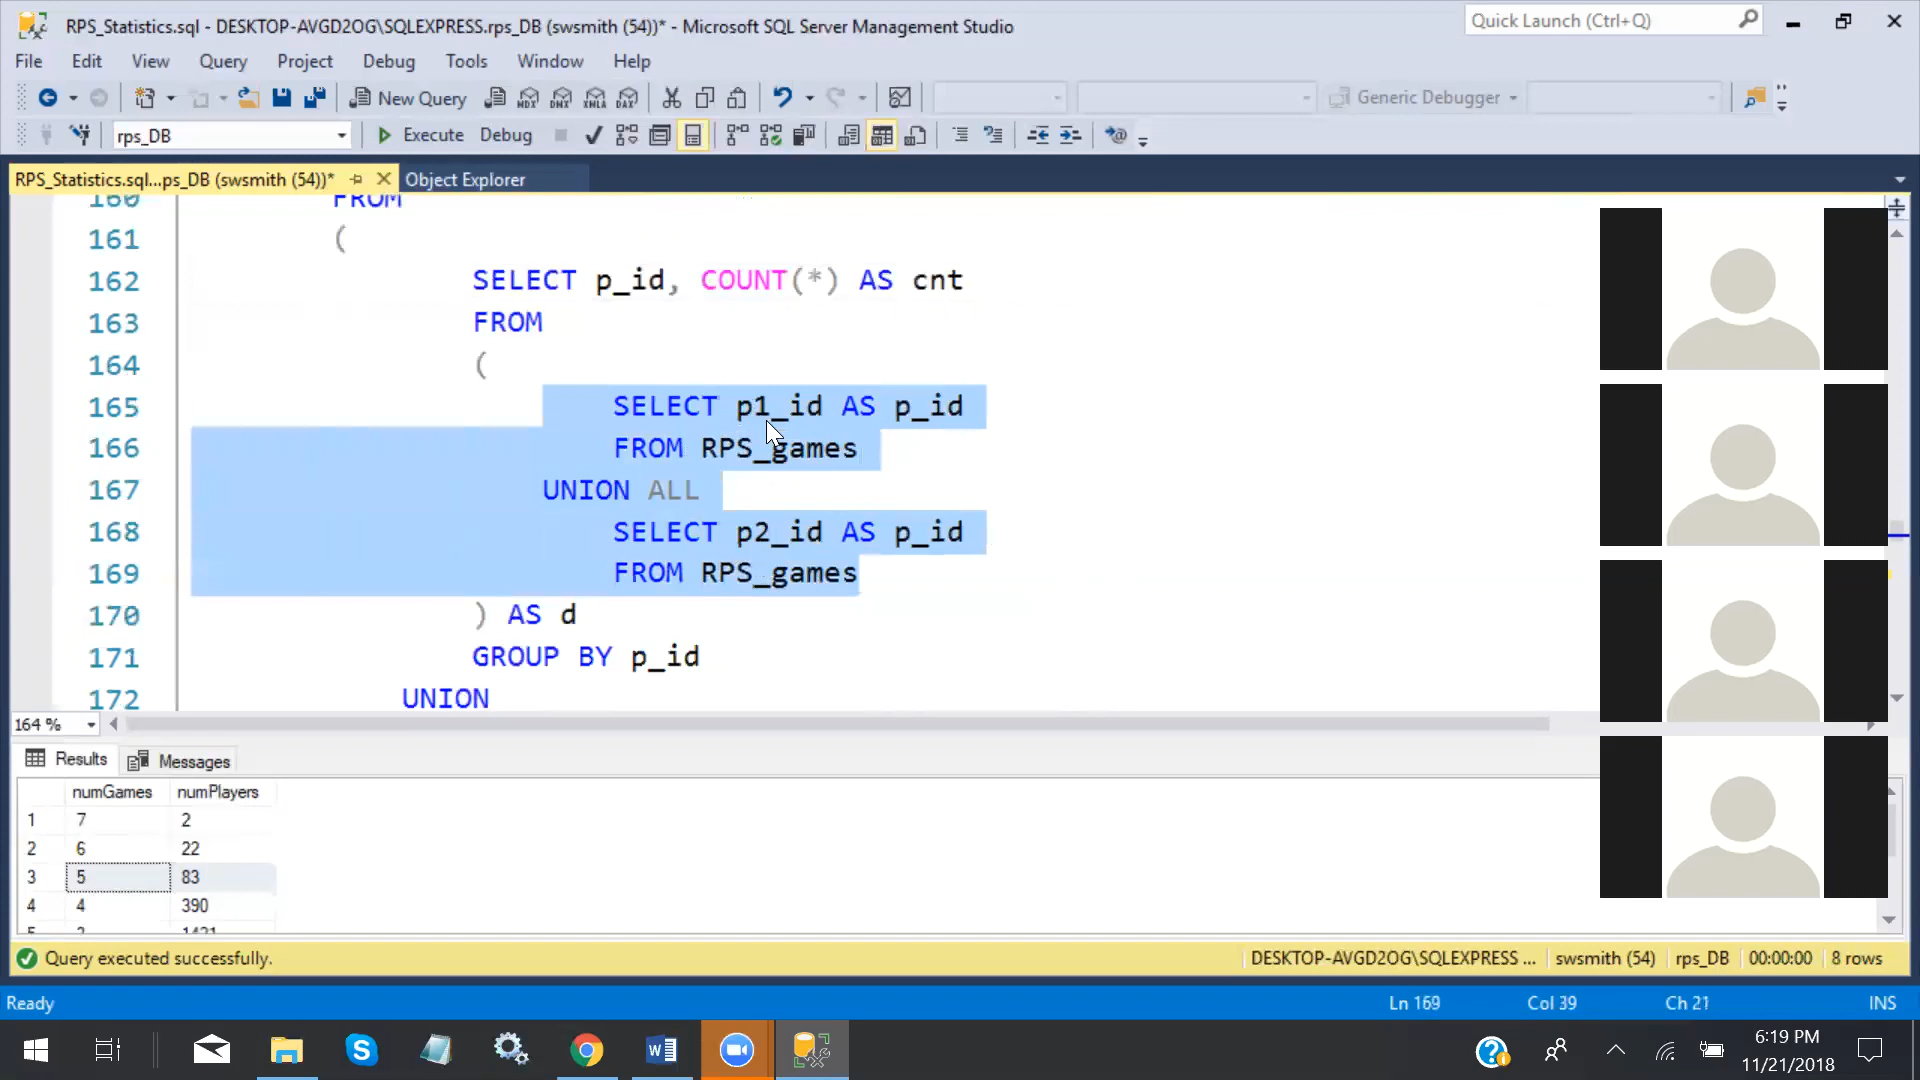 RPS_Statistics.sql - DESKTOP-AVGD2OG\SQLEXPRESS.rps_DB (swsmith (54))* - Microsoft SQL Server Management Studio
Quick Launch (Ctrl+Q)
File Edit View Query Project Debug Tools Window Help
New Query MDX DMX XMLA DAX Generic Debugger
rps_DB Execute Debug
RPS_Statistics.sql...ps_DB (swsmith (54))* Object Explorer
160 FROM
161 (
162 SELECT p_id, COUNT(*) AS cnt
163 FROM
164 (
165 SELECT p1_id AS p_id
166 FROM RPS_games
167 UNION ALL
168 SELECT p2_id AS p_id
169 FROM RPS_games
170 ) AS d
171 GROUP BY p_id
172 UNION
164 %
Results Messages
numGames numPlayers
1 7 2
2 6 22
3 5 83
4 4 390
Query executed successfully. DESKTOP-AVGD2OG\SQLEXPRESS ... swsmith (54) rps_DB 00:00:00 8 rows
Ready Ln 169 Col 39 Ch 21 INS
6:19 PM
11/21/2018